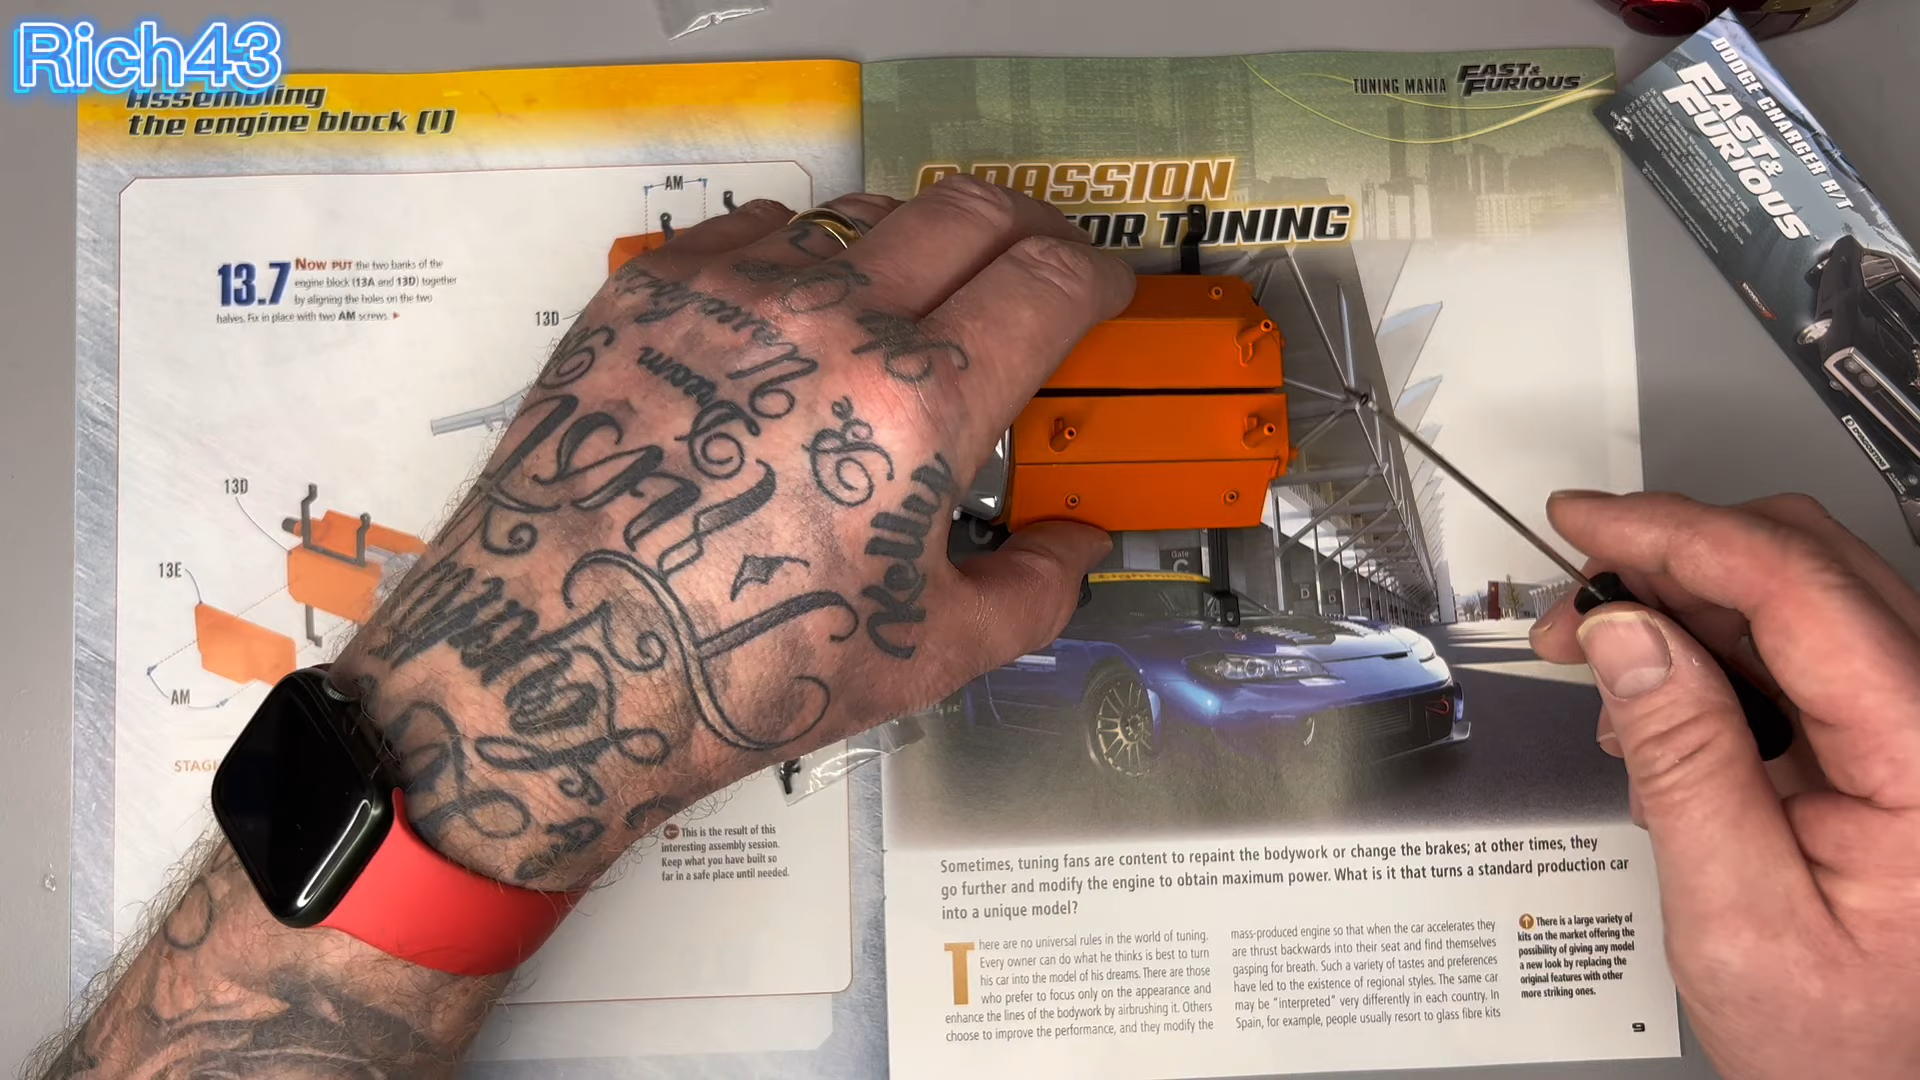 Rich43
Assembling
the engine block (I)
AM
13.7
Now put the two banks of the
engine block (13A and 13D) together
by aligning the holes on the two
halves. Fix in place with two AM screws.
13D
13D
13E
AM
STAGE
This is the result of this
interesting assembly session.
Keep what you have built so
far in a safe place until needed.
TUNING MANIA FAST & FURIOUS
A PASSION
FOR TUNING
Gate
C
Lightning
D
Sometimes, tuning fans are content to repaint the bodywork or change the brakes; at other times, they
go further and modify the engine to obtain maximum power. What is it that turns a standard production car
into a unique model?
There are no universal rules in the world of tuning.
Every owner can do what he thinks is best to turn
his car into the model of his dreams. There are those
who prefer to focus only on the appearance and
enhance the lines of the bodywork by airbrushing it. Others
choose to improve the performance, and they modify the
mass-produced engine so that when the car accelerates they
are thrust backwards into their seat and find themselves
gasping for breath. Such a variety of tastes and preferences
have led to the existence of regional styles. The same car
may be "interpreted" very differently in each country. In
Spain, for example, people usually resort to glass fibre kits
There is a large variety of
kits on the market offering the
possibility of giving any model
a new look by replacing the
original features with other
more striking ones.
9
DODGE CHARGER R/T
FAST &
FURIOUS
Dream
Be
Kelly